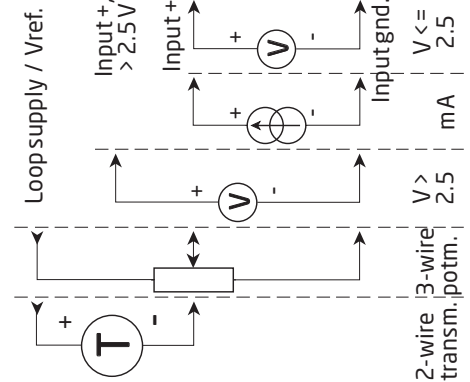 Loop supply / Vref.
Input +,
> 2.5 V
Input +
Input gnd.
+
T
-
+
V
-
+
-
+
V
-
2-wire
transm.
3-wire
potm.
V >
2.5
mA
V <=
2.5